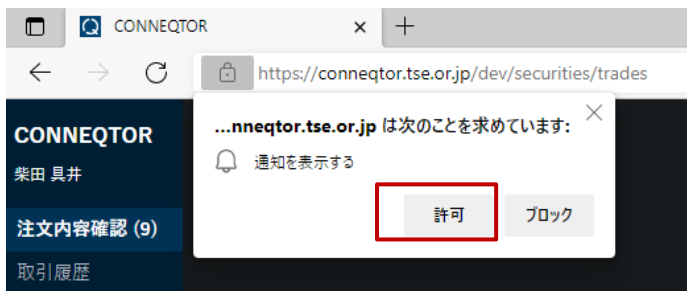 CONNEQTOR
https://conneqtor.tse.or.jp/dev/securities/trades
CONNEQTOR
柴田 具井
注文内容確認 (9)
取引履歴
...nneqtor.tse.or.jp は次のことを求めています:
通知を表示する
許可
ブロック